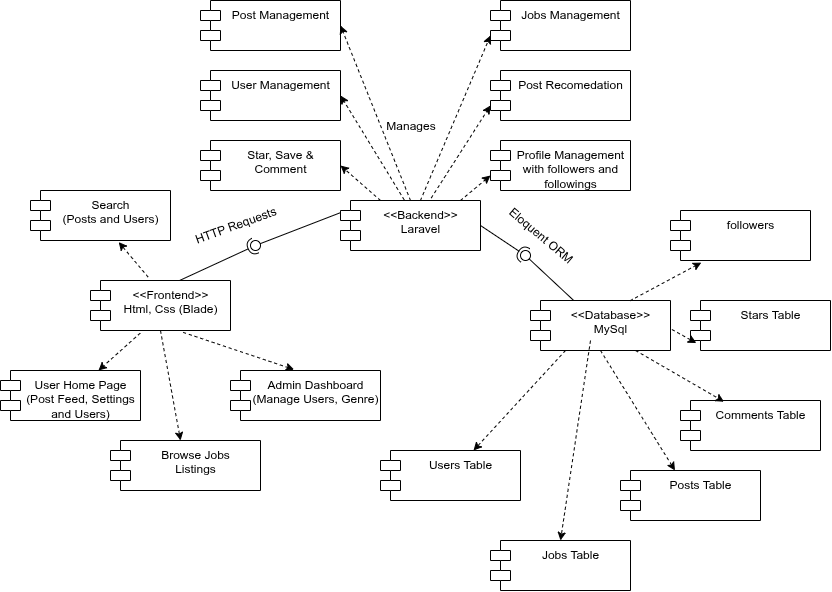 Post Management
Jobs Management
User Management
Post Recomedation
Manages
Star, Save &
Comment
Profile Management
with followers and
followings
Search
(Posts and Users)
HTTP Requests
<<Backend>>
Laravel
Eloquent ORM
followers
<<Frontend>>
Html, Css (Blade)
<<Database>>
MySql
Stars Table
User Home Page
(Post Feed, Settings
and Users)
Admin Dashboard
(Manage Users, Genre)
Comments Table
Browse Jobs
Listings
Users Table
Posts Table
Jobs Table